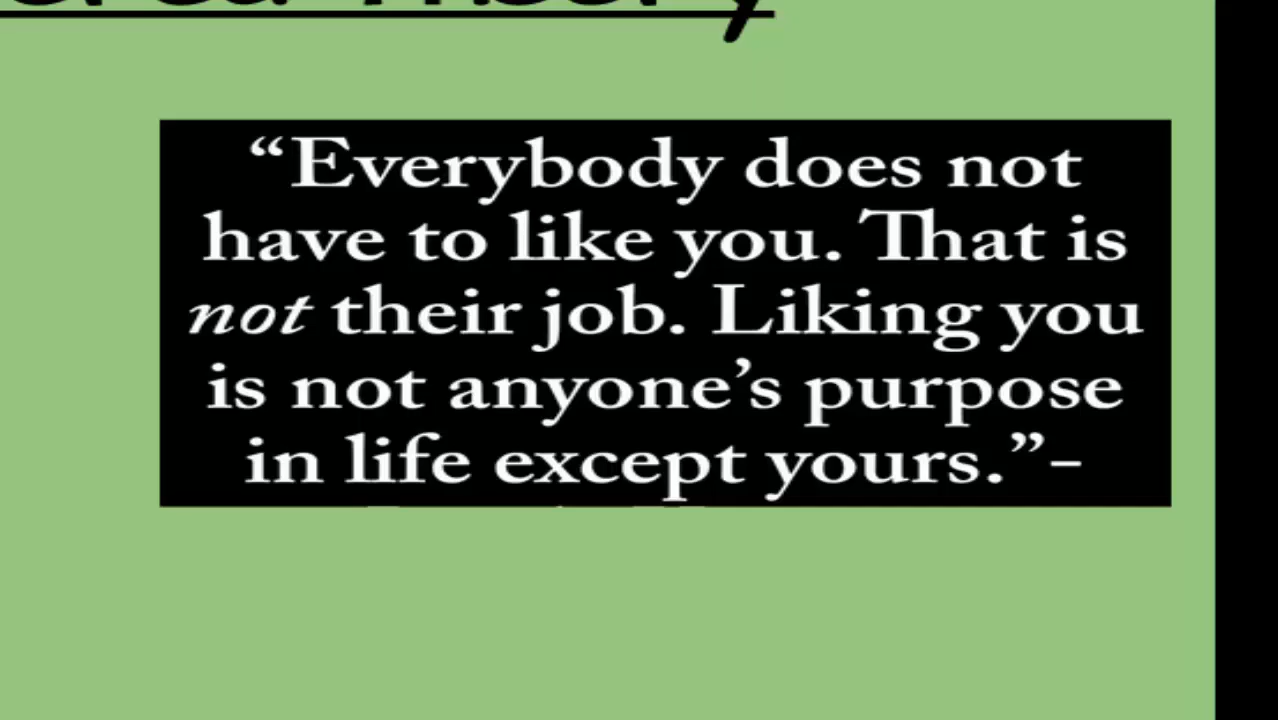 “Everybody does not
have to like you. That is
not their job. Liking you
is not anyone’s purpose
in life except yours.”-